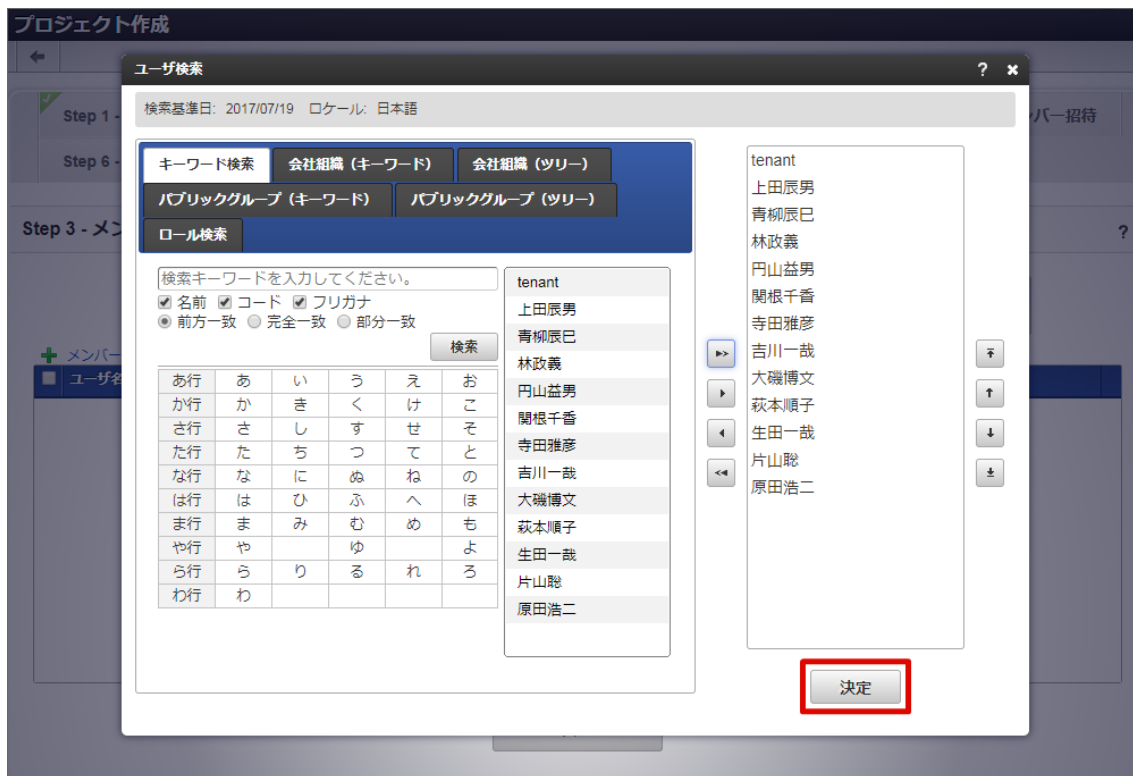 プロジェクト作成
ユーザ検索
?
検索基準日: 2017/07/19 ロケール: 日本語
Step 1 -
ンバー招待
Step 6 -
Step 3 - メン
?
キーワード検索 会社組織（キーワード） 会社組織（ツリー）
パブリックグループ（キーワード） パブリックグループ（ツリー）
ロール検索
検索キーワードを入力してください。
名前 コード フリガナ
前方一致 完全一致 部分一致
検索
メンバー
ユーザ名
あ行 あ い う え お
か行 か き く け こ
さ行 さ し す せ そ
た行 た ち つ て と
な行 な に ぬ ね の
は行 は ひ ふ へ ほ
ま行 ま み む め も
や行 や ゆ よ
ら行 ら り る れ ろ
わ行 わ
tenant
上田辰男
青柳辰巳
林政義
円山益男
関根千香
寺田雅彦
吉川一哉
大磯博文
萩本順子
生田一哉
片山聡
原田浩二
tenant
上田辰男
青柳辰巳
林政義
円山益男
関根千香
寺田雅彦
吉川一哉
大磯博文
萩本順子
生田一哉
片山聡
原田浩二
決定